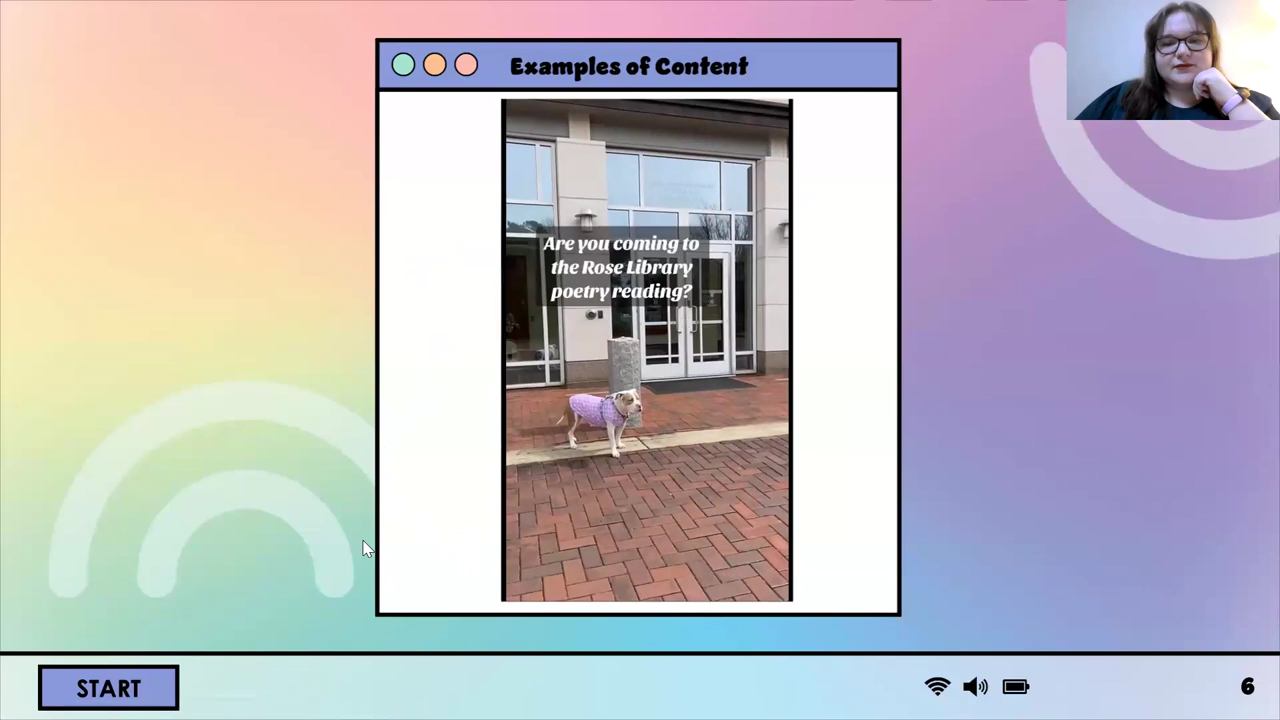 Examples of Content
Are you coming to
the Rose Library
poetry reading?
START
6